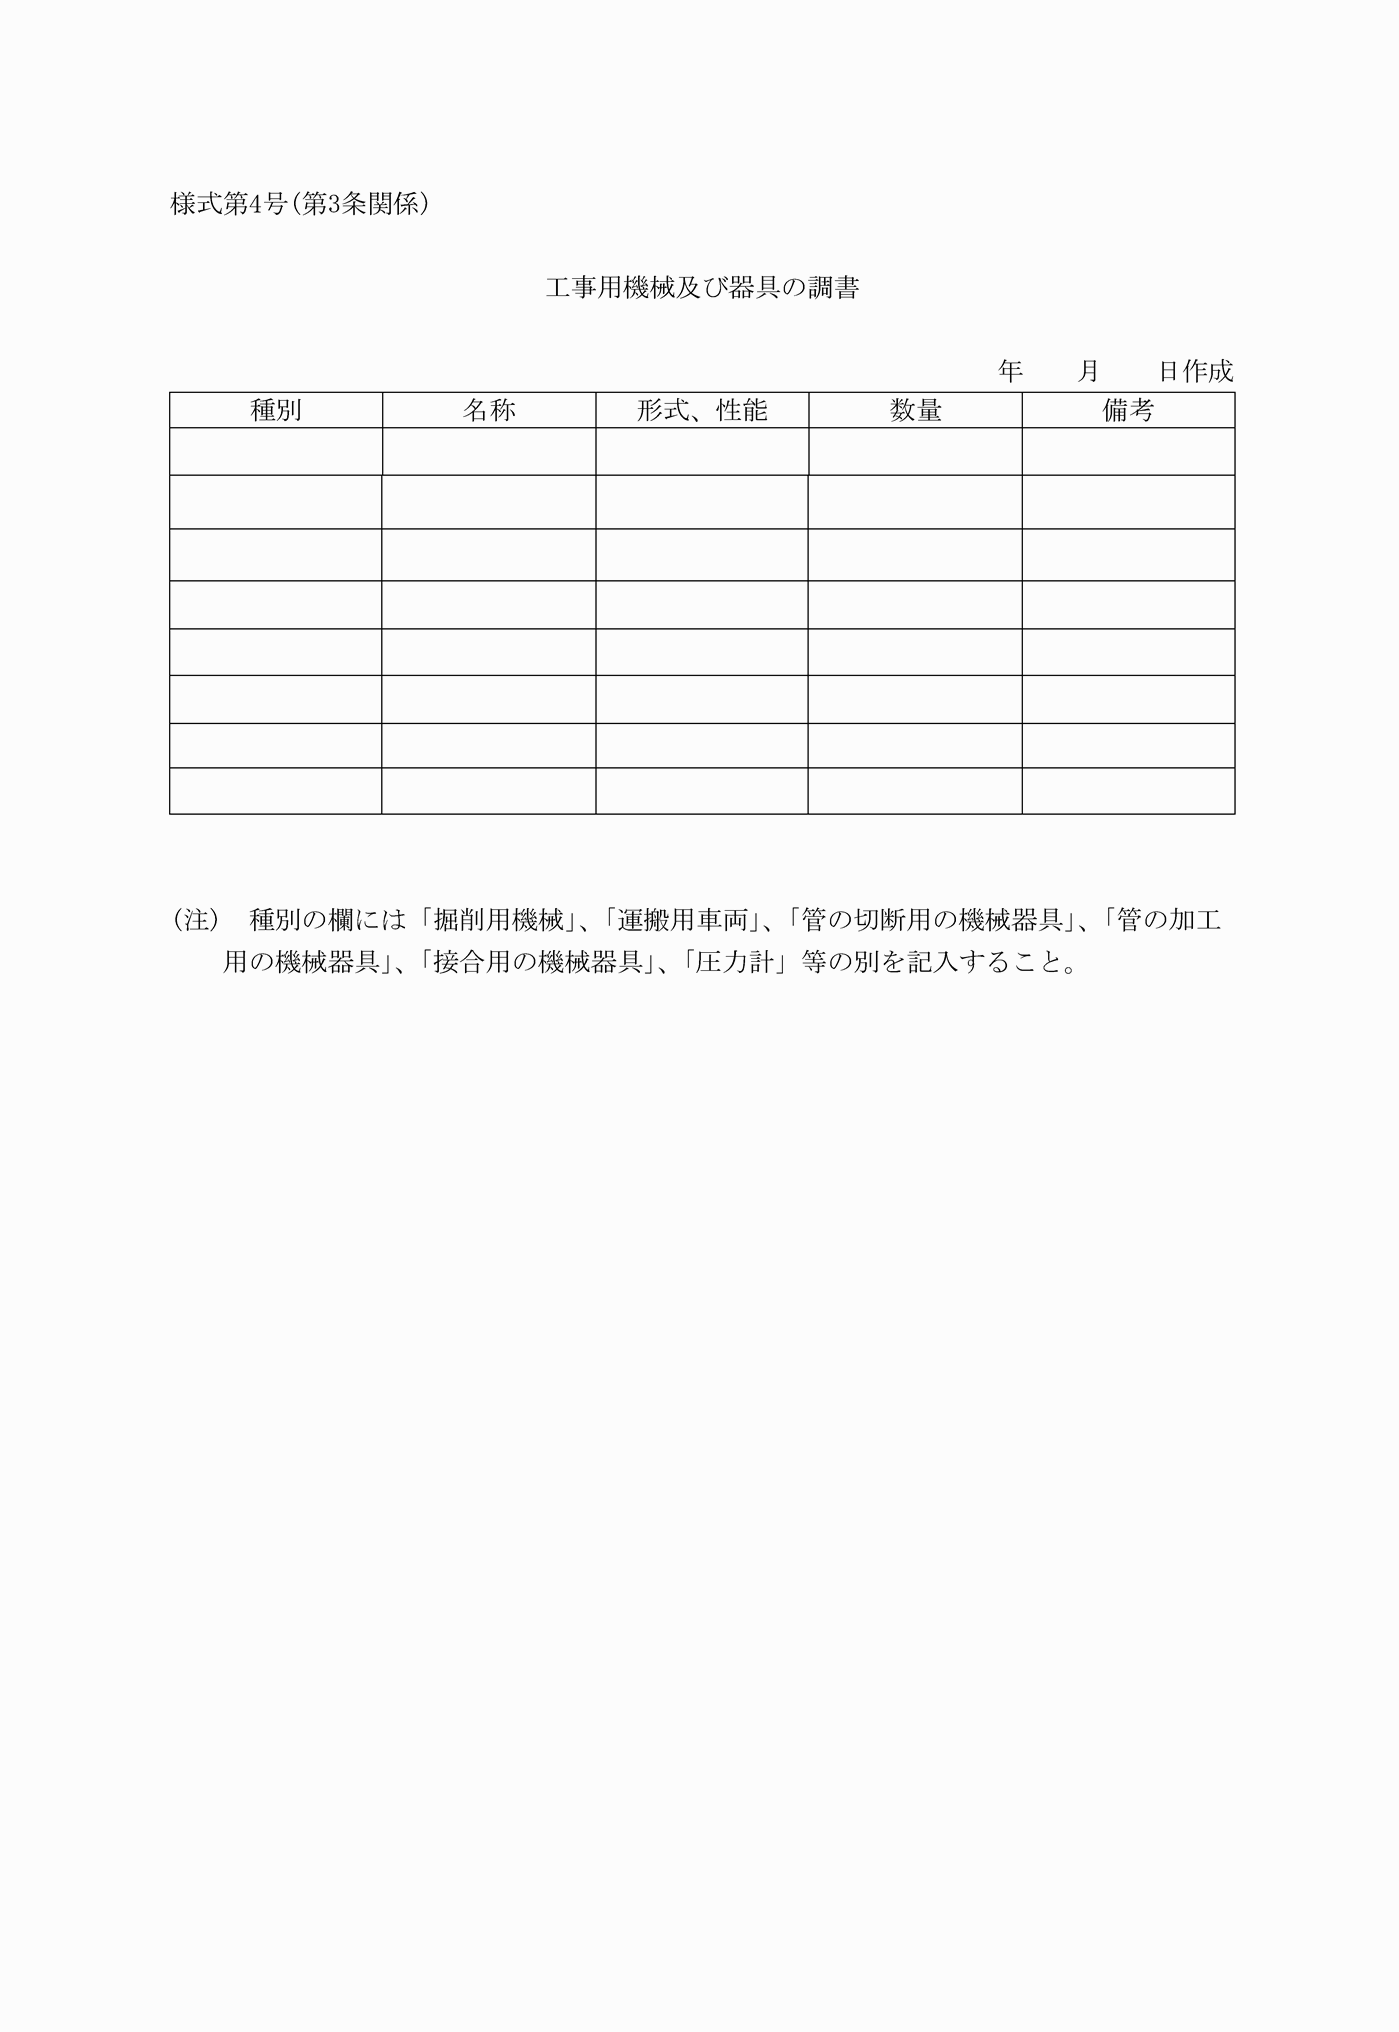 様式第4号(第3条関係)
工事用機械及び器具の調書
年　　月　　日作成
種別　名称　形式、性能　数量　備考
(注)　種別の欄には「掘削用機械」、「運搬用車両」、「管の切断用の機械器具」、「管の加工
用の機械器具」、「接合用の機械器具」、「圧力計」等の別を記入すること。